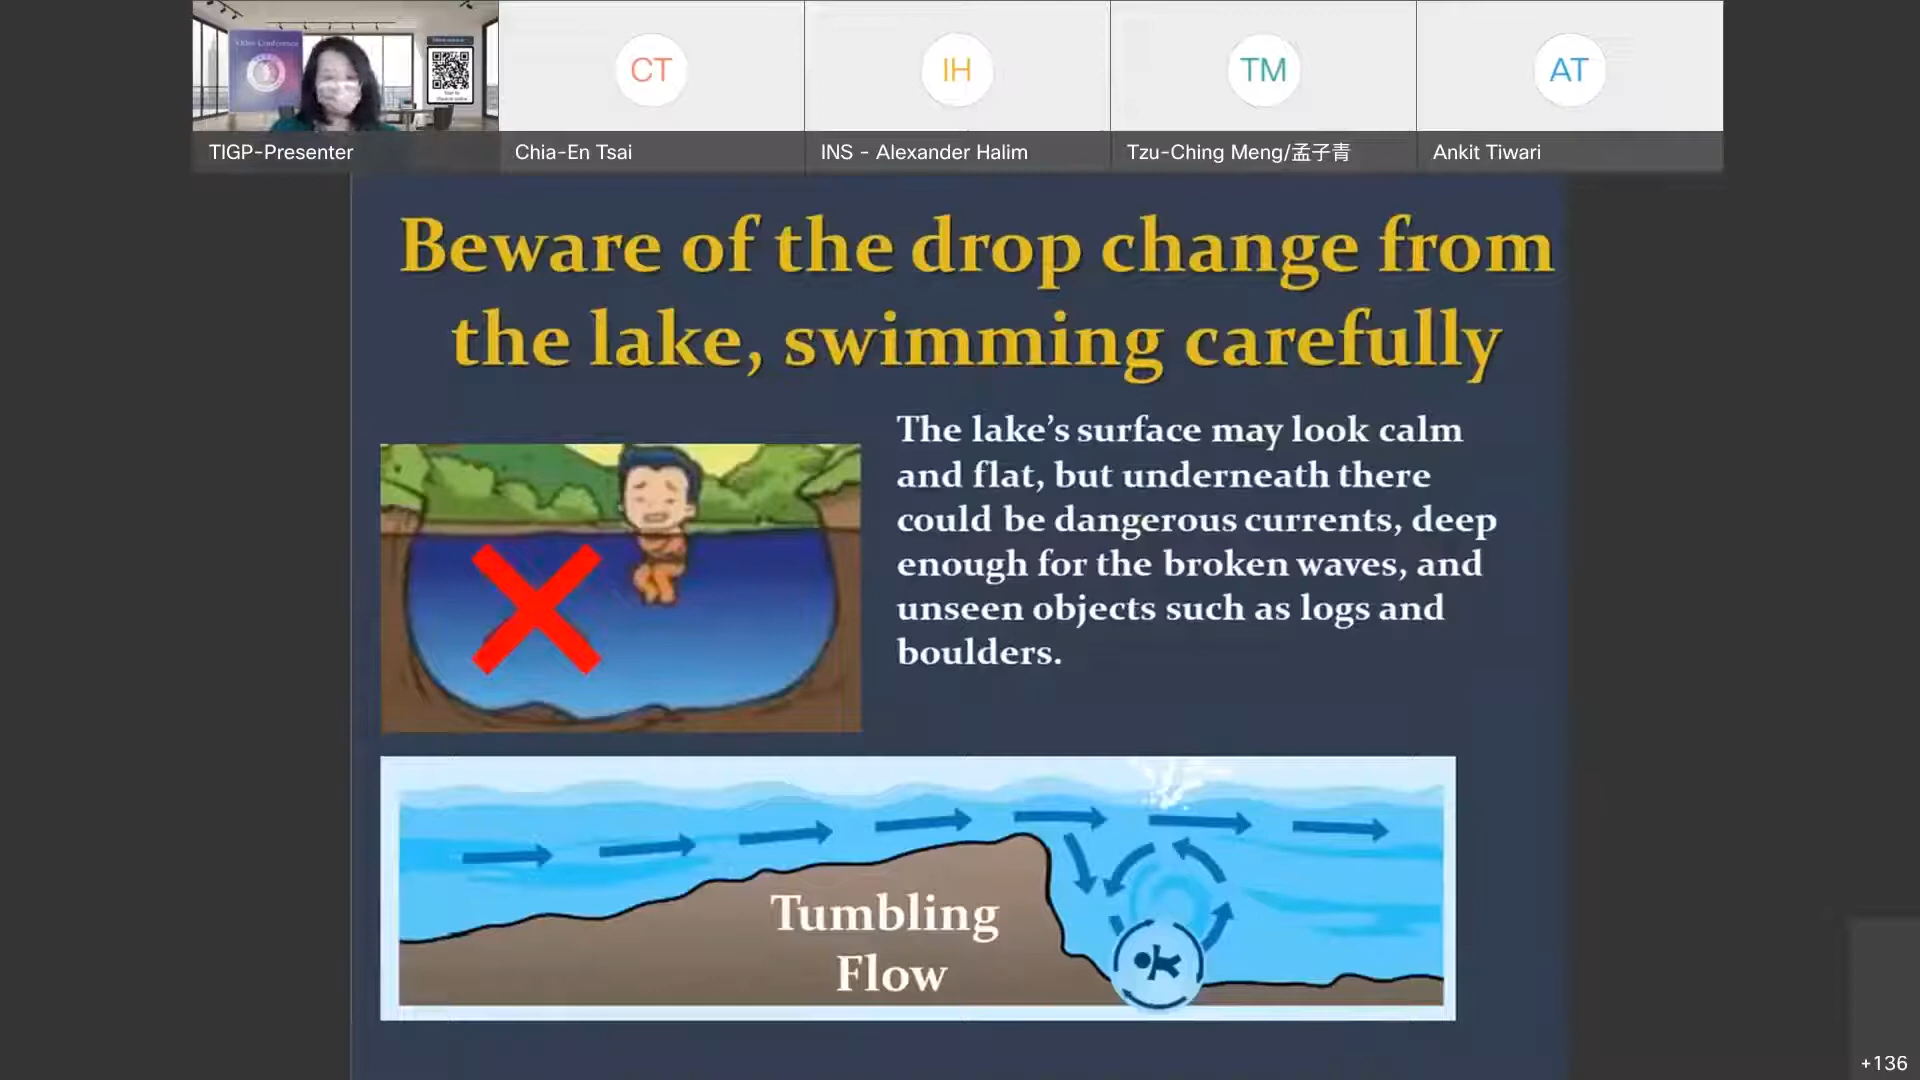 Video Conference
CT
IH
TM
AT
TIGP-Presenter
Chia-En Tsai
INS - Alexander Halim
Tzu-Ching Meng/孟子青
Ankit Tiwari
Beware of the drop change from
the lake, swimming carefully
The lake's surface may look calm
and flat, but underneath there
could be dangerous currents, deep
enough for the broken waves, and
unseen objects such as logs and
boulders.
Tumbling
Flow
+136